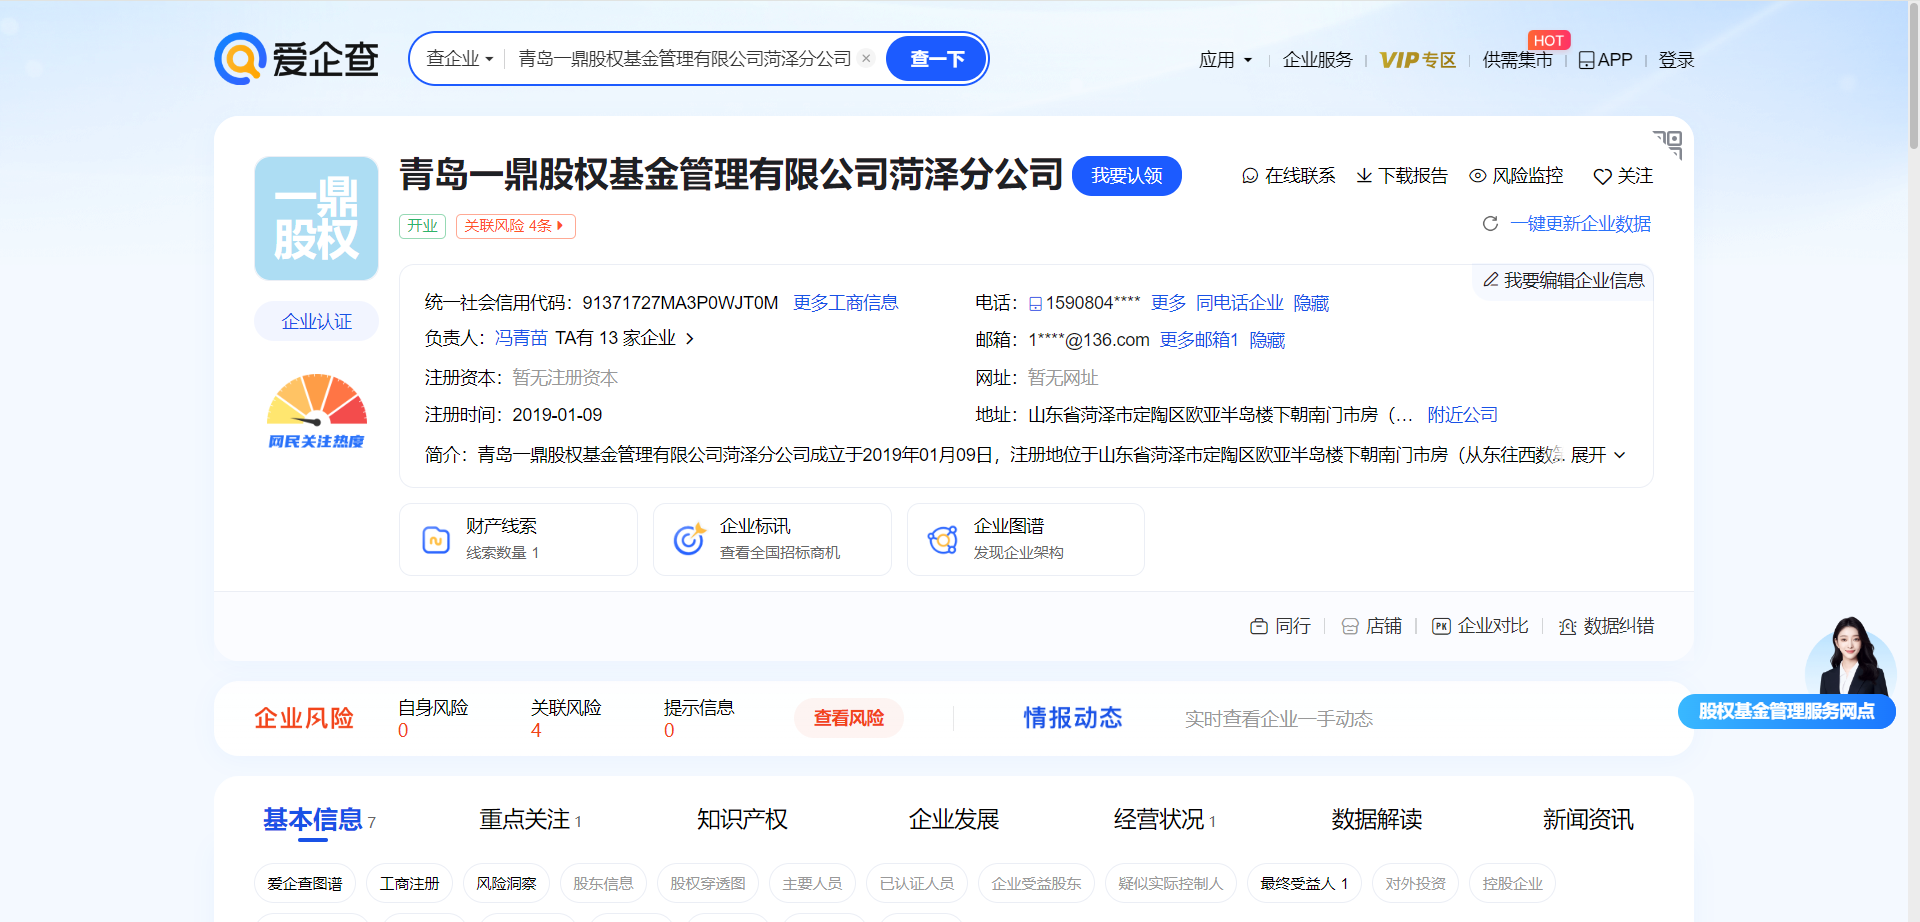 爱企查
查企业
青岛一鼎股权基金管理有限公司菏泽分公司
查一下
应用
企业服务
VIP专区
供需集市
HOT
APP
登录
一鼎
股权
青岛一鼎股权基金管理有限公司菏泽分公司
我要认领
在线联系
下载报告
风险监控
关注
开业
关联风险 4条
一键更新企业数据
企业认证
网民关注热度
我要编辑企业信息
统一社会信用代码：91371727MA3P0WJT0M 更多工商信息
电话：1590804**** 更多 同电话企业 隐藏
负责人：冯青苗 TA有 13 家企业
邮箱：1****@136.com 更多邮箱1 隐藏
注册资本：暂无注册资本
网址：暂无网址
注册时间：2019-01-09
地址：山东省菏泽市定陶区欧亚半岛楼下朝南门市房（… 附近公司
简介：青岛一鼎股权基金管理有限公司菏泽分公司成立于2019年01月09日，注册地位于山东省菏泽市定陶区欧亚半岛楼下朝南门市房（从东往西数... 展开
财产线索
线索数量 1
企业标讯
查看全国招标商机
企业图谱
发现企业架构
同行
店铺
PK 企业对比
数据纠错
股权基金管理服务网点
企业风险
自身风险
0
关联风险
4
提示信息
0
查看风险
情报动态
实时查看企业一手动态
基本信息 7
重点关注 1
知识产权
企业发展
经营状况 1
数据解读
新闻资讯
爱企查图谱
工商注册
风险洞察
股东信息
股权穿透图
主要人员
已认证人员
企业受益股东
疑似实际控制人
最终受益人 1
对外投资
控股企业